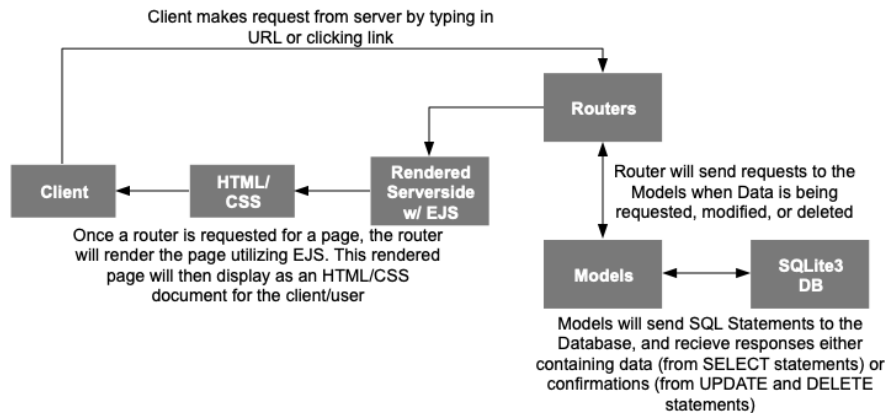 Client makes request from server by typing in
URL or clicking link
Routers
Rendered
Serverside
w/ EJS
HTML/
CSS
Client
Router will send requests to the
Models when Data is being
requested, modified, or deleted
Once a router is requested for a page, the router
will render the page utilizing EJS. This rendered
page will then display as an HTML/CSS
document for the client/user
Models
SQLite3
DB
Models will send SQL Statements to the
Database, and recieve responses either
containing data (from SELECT statements) or
confirmations (from UPDATE and DELETE
statements)